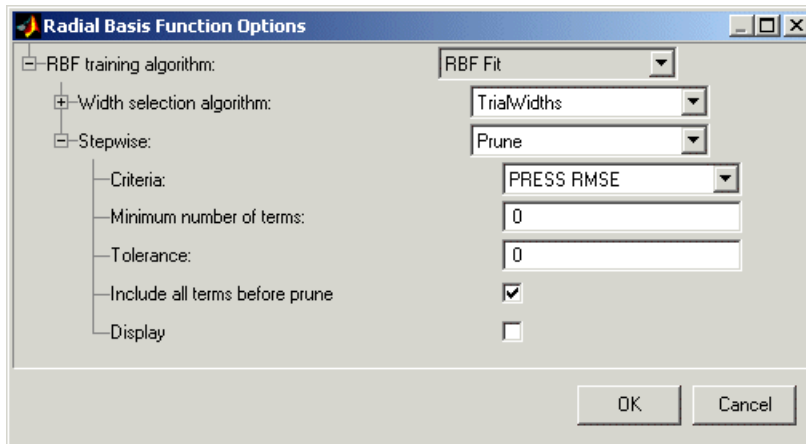 Radial Basis Function Options
RBF training algorithm: RBF Fit
Width selection algorithm: TrialWidths
Stepwise: Prune
Criteria: PRESS RMSE
Minimum number of terms: 0
Tolerance: 0
Include all terms before prune
Display
OK Cancel